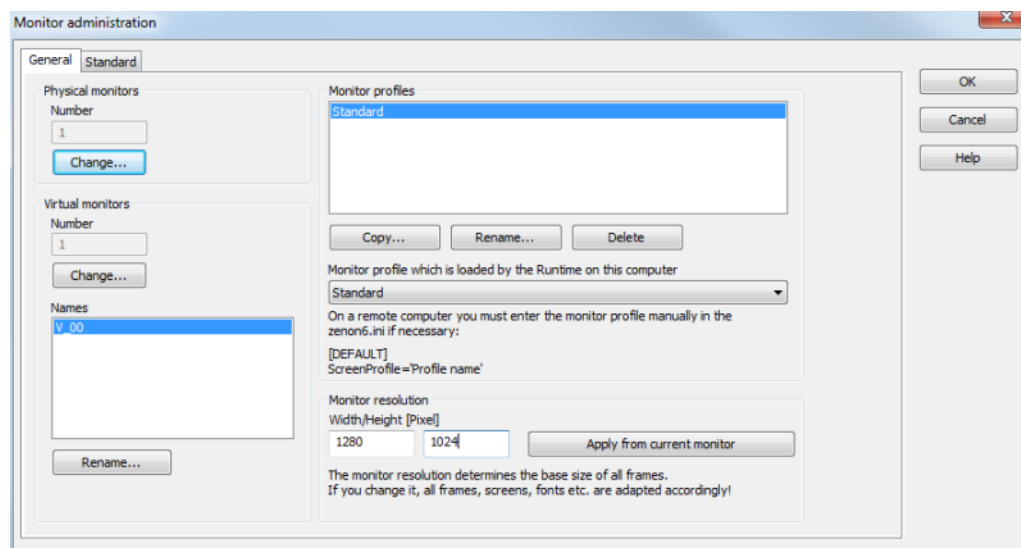 Monitor administration
General
Standard
Physical monitors
Number
1
Change...
Virtual monitors
Number
1
Change...
Names
V_00
Rename...
Monitor profiles
Standard
Copy...
Rename...
Delete
Monitor profile which is loaded by the Runtime on this computer
Standard
On a remote computer you must enter the monitor profile manually in the
zenon6.ini if necessary:
[DEFAULT]
ScreenProfile='Profile name'
Monitor resolution
Width/Height [Pixel]
1280
1024
Apply from current monitor
The monitor resolution determines the base size of all frames.
If you change it, all frames, screens, fonts etc. are adapted accordingly!
OK
Cancel
Help